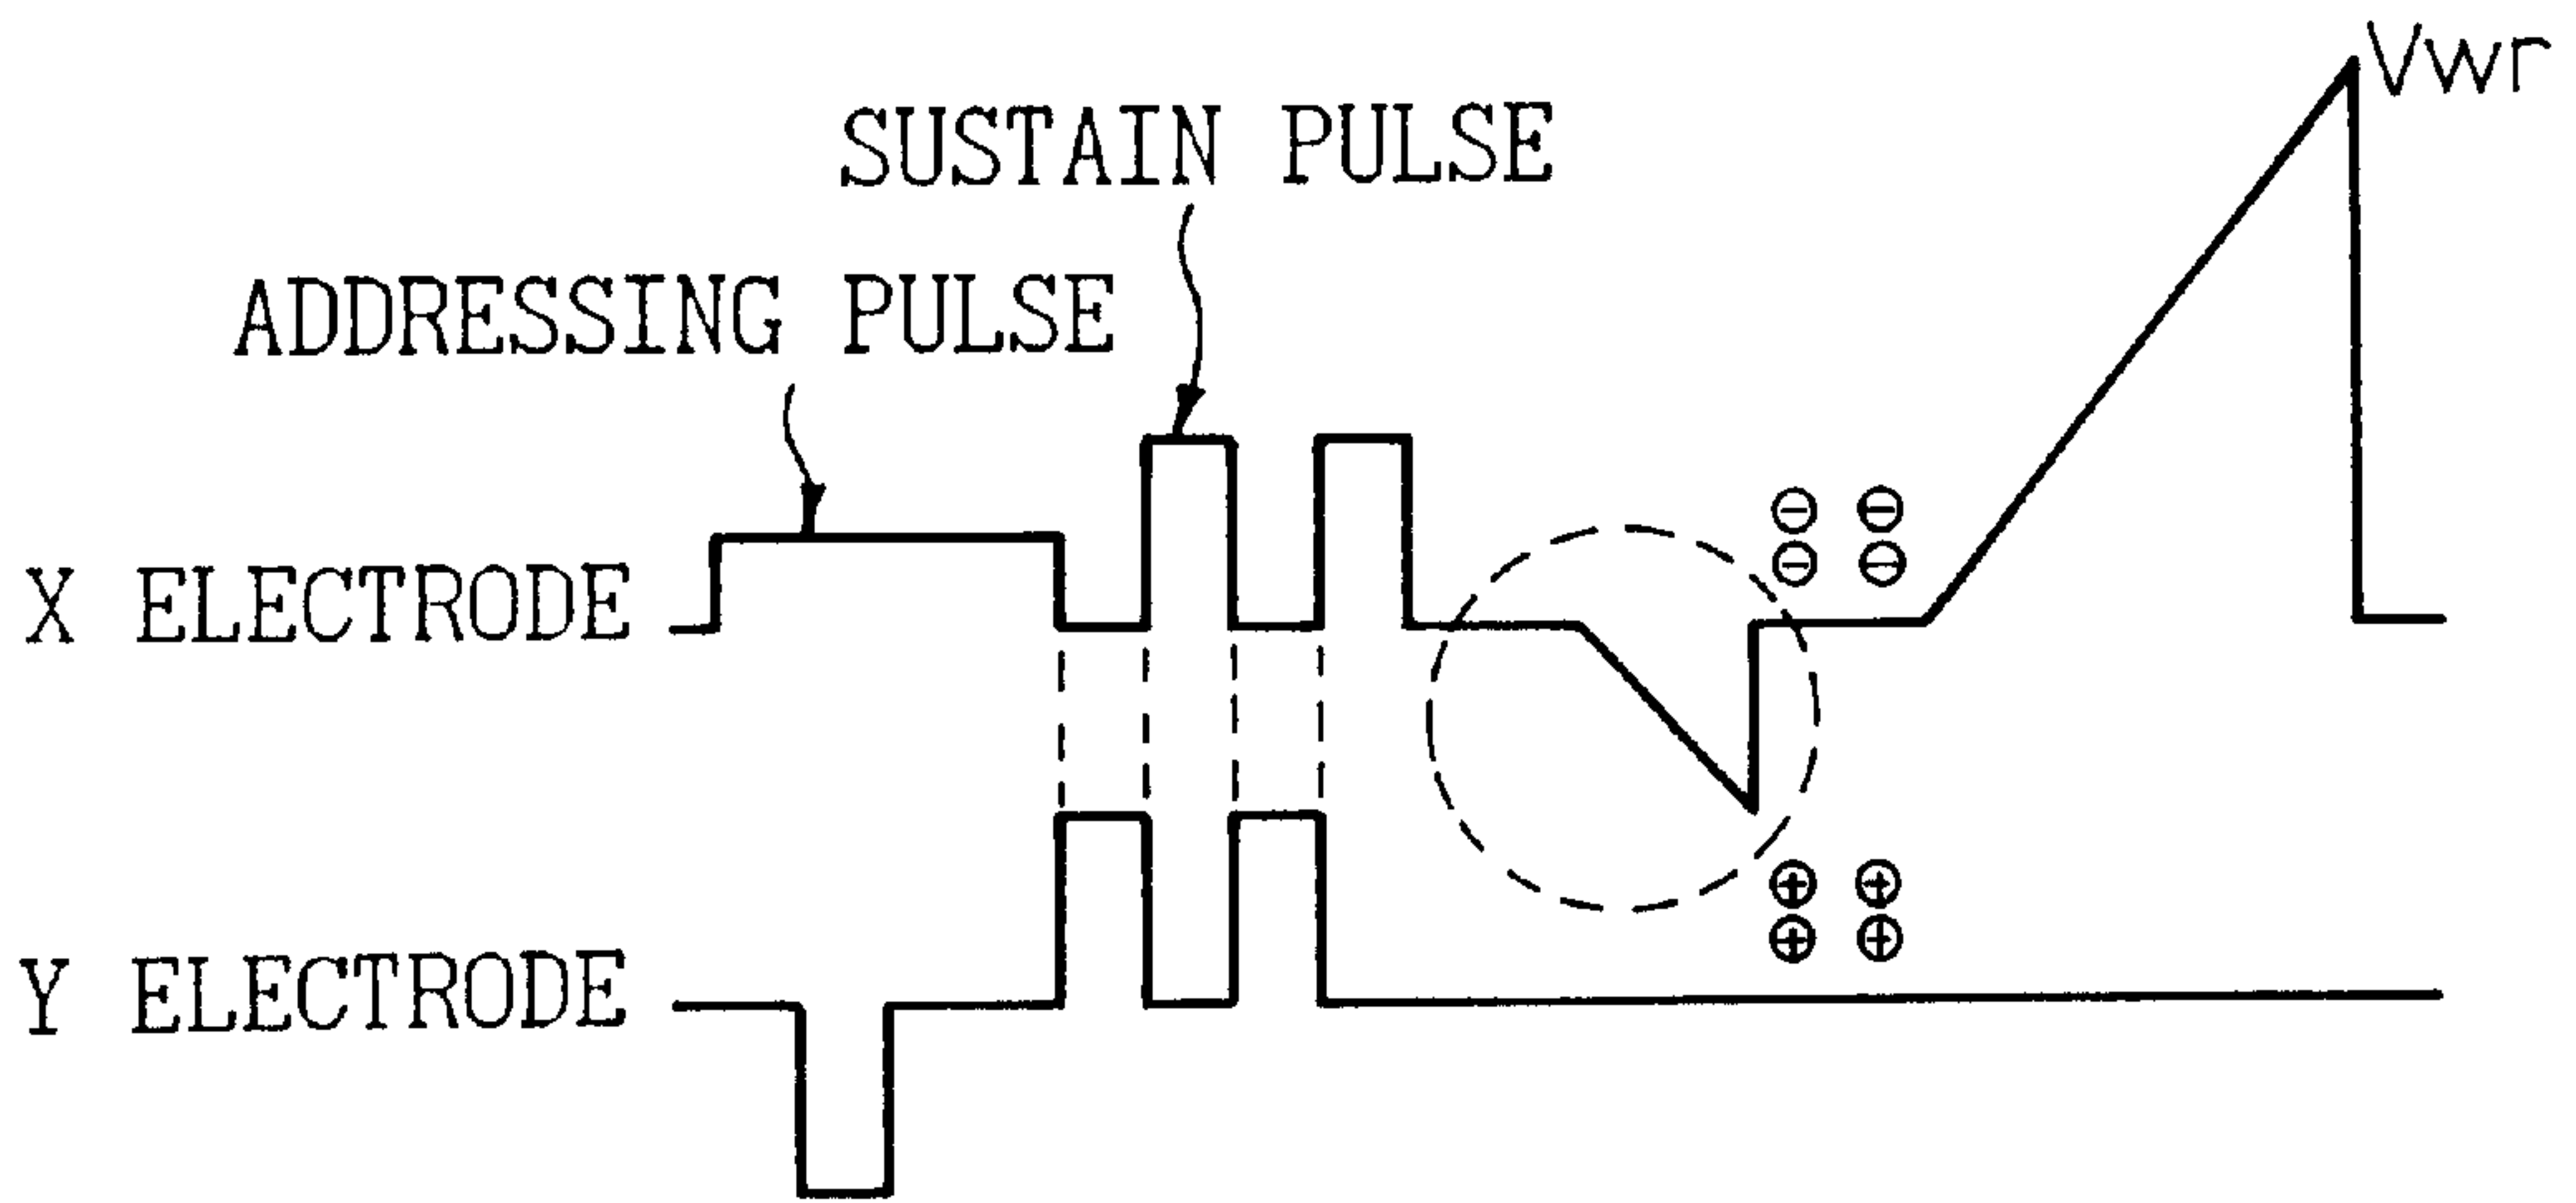 Vwr
SUSTAIN PULSE
ADDRESSING PULSE
X ELECTRODE
⊖ ⊖
⊖ ⊖
⊕ ⊕
⊕ ⊕
Y ELECTRODE